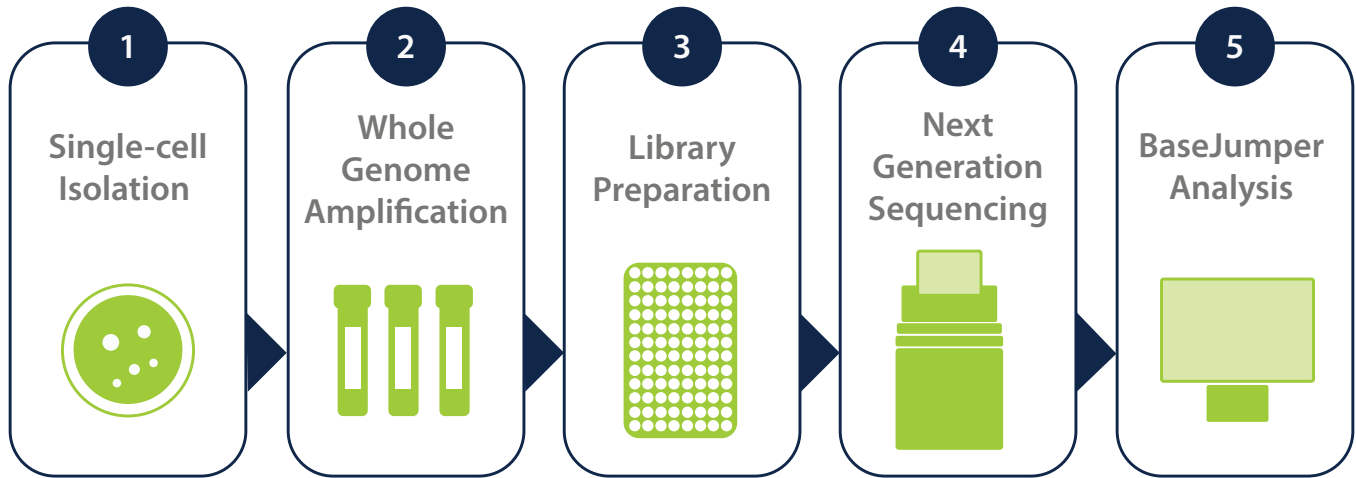 1
Single-cell
Isolation
2
Whole
Genome
Amplification
3
Library
Preparation
4
Next
Generation
Sequencing
5
BaseJumper
Analysis